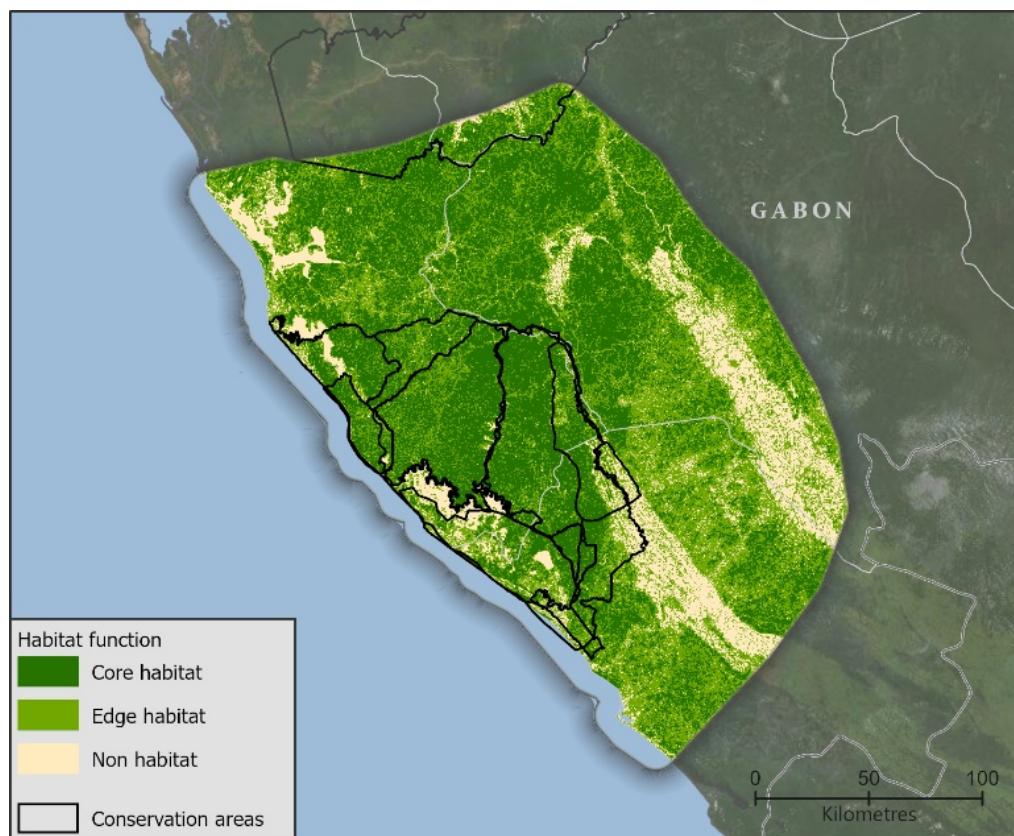 GABON
Habitat function
Core habitat
Edge habitat
Non habitat
Conservation areas
0 50 100
Kilometres